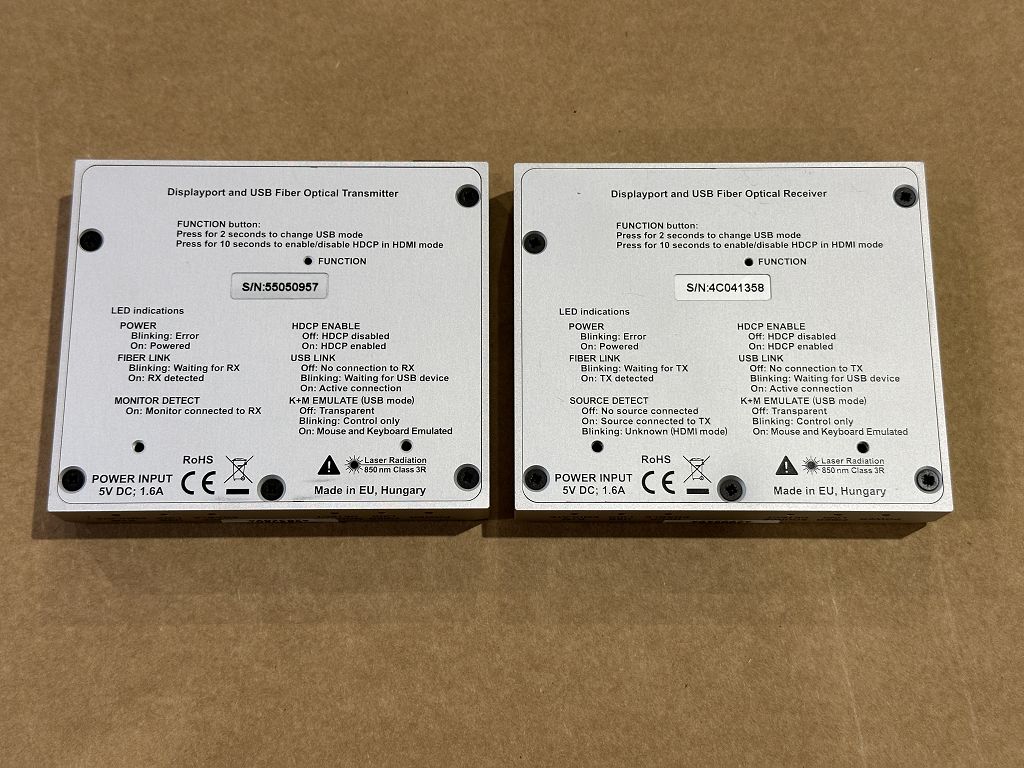 Displayport and USB Fiber Optical Transmitter
FUNCTION button:
Press for 2 seconds to change USB mode
Press for 10 seconds to enable/disable HDCP in HDMI mode
FUNCTION
S/N:55050957
LED indications
POWER
Blinking: Error
On: Powered
FIBER LINK
Blinking: Waiting for RX
On: RX detected
MONITOR DETECT
On: Monitor connected to RX
HDCP ENABLE
Off: HDCP disabled
On: HDCP enabled
USB LINK
Off: No connection to RX
Blinking: Waiting for USB device
On: Active connection
K+M EMULATE (USB mode)
Off: Transparent
Blinking: Control only
On: Mouse and Keyboard Emulated
POWER INPUT
5V DC; 1.6A
RoHS
CE
Laser Radiation
850 nm Class 3R
Made in EU, Hungary
Displayport and USB Fiber Optical Receiver
FUNCTION button:
Press for 2 seconds to change USB mode
Press for 10 seconds to enable/disable HDCP in HDMI mode
FUNCTION
S/N:4C041358
LED indications
POWER
Blinking: Error
On: Powered
FIBER LINK
Blinking: Waiting for TX
On: TX detected
SOURCE DETECT
Off: No source connected
On: Source connected to TX
Blinking: Unknown (HDMI mode)
HDCP ENABLE
Off: HDCP disabled
On: HDCP enabled
USB LINK
Off: No connection to TX
Blinking: Waiting for USB device
On: Active connection
K+M EMULATE (USB mode)
Off: Transparent
Blinking: Control only
On: Mouse and Keyboard Emulated
POWER INPUT
5V DC; 1.6A
RoHS
CE
Laser Radiation
850 nm Class 3R
Made in EU, Hungary